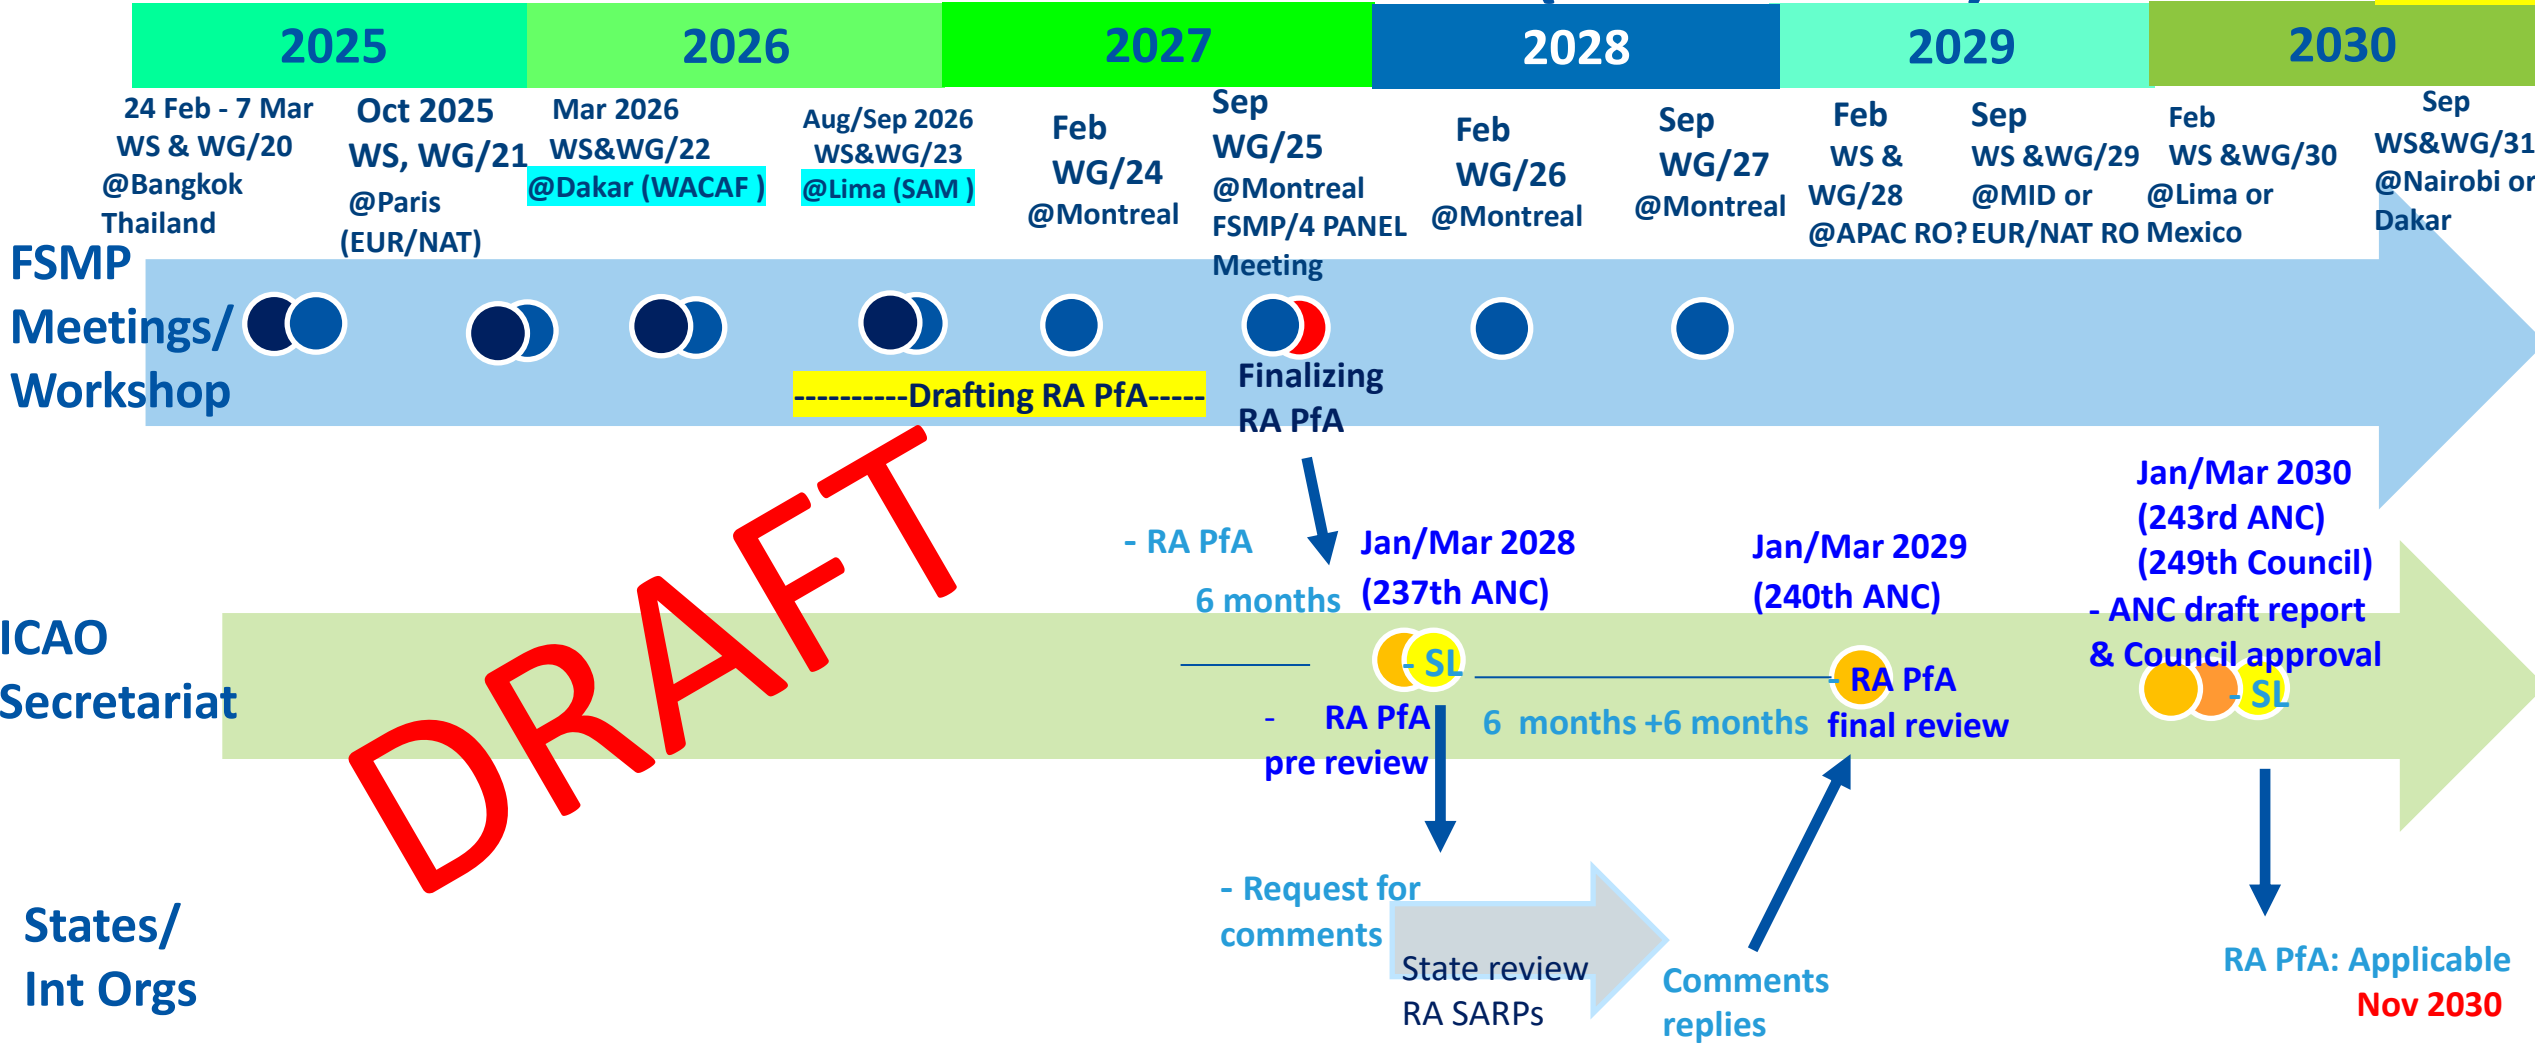 2025
2026
2027
2028
2029
2030
24 Feb - 7 Mar
WS & WG/20
@Bangkok
Thailand
Oct 2025
WS, WG/21
@Paris
(EUR/NAT)
Mar 2026
WS&WG/22
@Dakar (WACAF )
Aug/Sep 2026
WS&WG/23
@Lima (SAM )
Feb
WG/24
@Montreal
Sep
WG/25
@Montreal
FSMP/4 PANEL
Meeting
Feb
WG/26
@Montreal
Sep
WG/27
@Montreal
Feb
WS &
WG/28
@APAC RO?
Sep
WS &WG/29
@MID or
EUR/NAT RO
Feb
WS &WG/30
@Lima or
Mexico
Sep
WS&WG/31
@Nairobi or
Dakar
FSMP
Meetings/
Workshop
----------Drafting RA PfA-----
Finalizing
RA PfA
DRAFT
- RA PfA
6 months
Jan/Mar 2028
(237th ANC)
Jan/Mar 2029
(240th ANC)
Jan/Mar 2030
(243rd ANC)
(249th Council)
- ANC draft report
& Council approval
ICAO
Secretariat
- SL
- RA PfA
pre review
6 months +6 months
- RA PfA
final review
- SL
States/
Int Orgs
- Request for
comments
State review
RA SARPs
Comments
replies
RA PfA: Applicable
Nov 2030